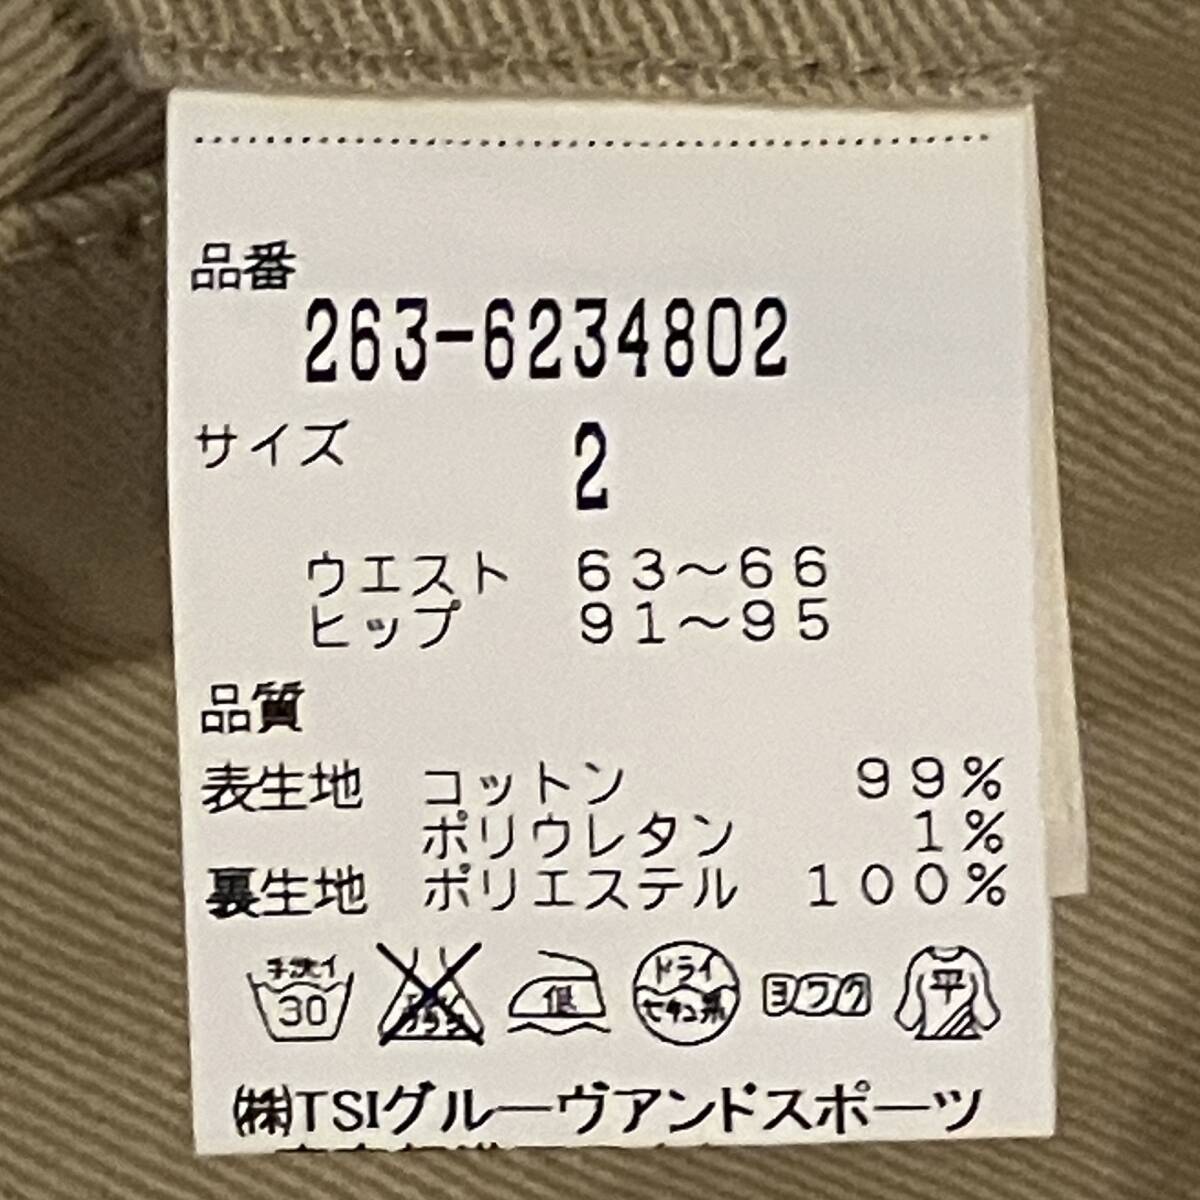 品番
263-6234802
サイズ 2
ウエスト 63～66
ヒップ 91～95
品質
表生地 コットン 99%
ポリウレタン 1%
裏生地 ポリエステル 100%
手洗イ 30 低 ドライ セキユ系 ヨワク 平
㈱TSIグルーヴアンドスポーツ